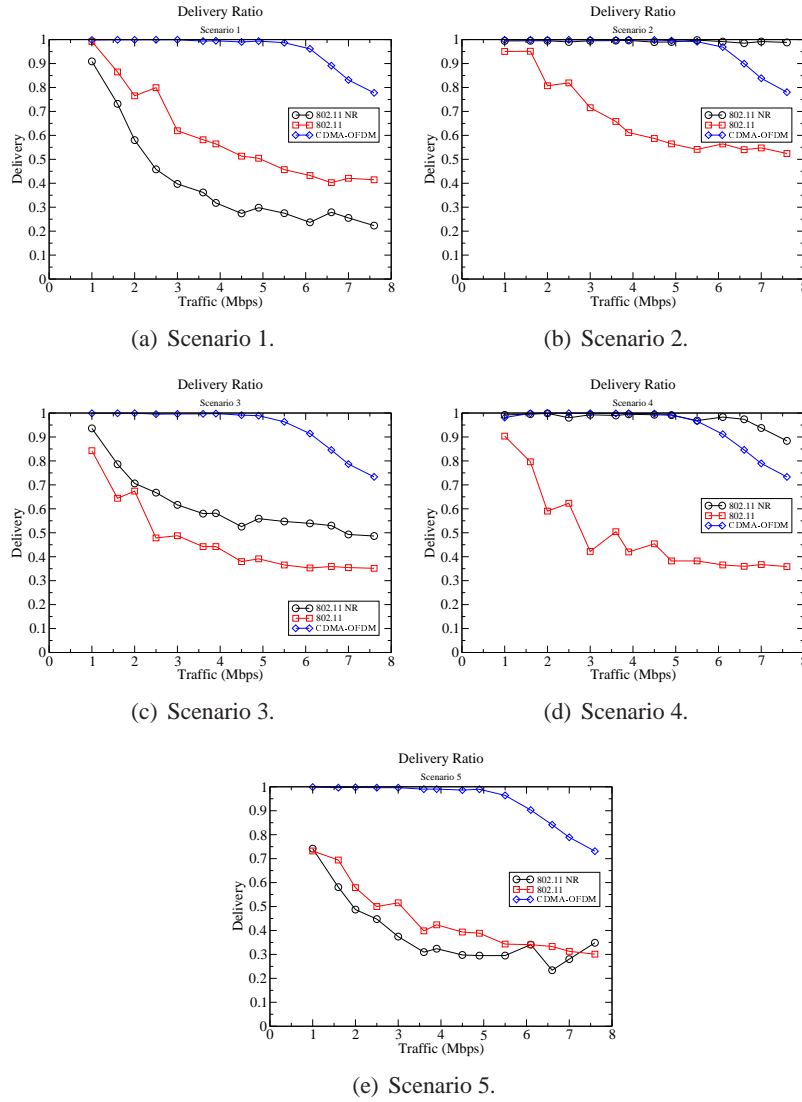 Delivery Ratio
Scenario 1
1
0.9
0.8
0.7
0.6
0.5
0.4
0.3
0.2
0.1
0
Delivery
802.11 NR
802.11
CDMA-OFDM
0 1 2 3 4 5 6 7 8
Traffic (Mbps)
(a) Scenario 1.
Delivery Ratio
Scenario 2
1
0.9
0.8
0.7
0.6
0.5
0.4
0.3
0.2
0.1
0
Delivery
802.11 NR
802.11
CDMA-OFDM
0 1 2 3 4 5 6 7 8
Traffic (Mbps)
(b) Scenario 2.
Delivery Ratio
Scenario 3
1
0.9
0.8
0.7
0.6
0.5
0.4
0.3
0.2
0.1
0
Delivery
802.11 NR
802.11
CDMA-OFDM
0 1 2 3 4 5 6 7 8
Traffic (Mbps)
(c) Scenario 3.
Delivery Ratio
Scenario 4
1
0.9
0.8
0.7
0.6
0.5
0.4
0.3
0.2
0.1
0
Delivery
802.11 NR
802.11
CDMA-OFDM
0 1 2 3 4 5 6 7 8
Traffic (Mbps)
(d) Scenario 4.
Delivery Ratio
Scenario 5
1
0.9
0.8
0.7
0.6
0.5
0.4
0.3
0.2
0.1
0
Delivery
802.11 NR
802.11
CDMA-OFDM
0 1 2 3 4 5 6 7 8
Traffic (Mbps)
(e) Scenario 5.